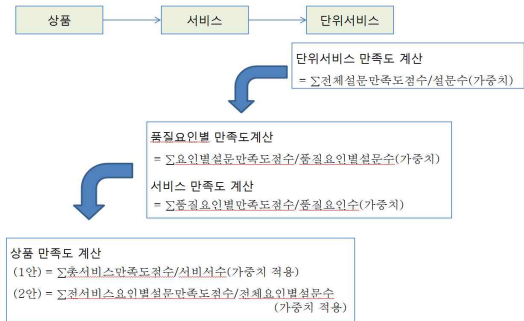 상품
서비스
단위서비스
단위서비스 만족도 계산
= ∑전체설문만족도점수/설문수(가중치)
품질요인별 만족도계산
= ∑요인별설문만족도점수/품질요인별설문수(가중치)
서비스 만족도 계산
= ∑품질요인별만족도점수/품질요인수(가중치)
상품 만족도 계산
(1안) = ∑총서비스만족도점수/서비서수(가중치 적용)
(2안) = ∑전서비스요인별설문만족도점수/전체요인별설문수
(가중치 적용)